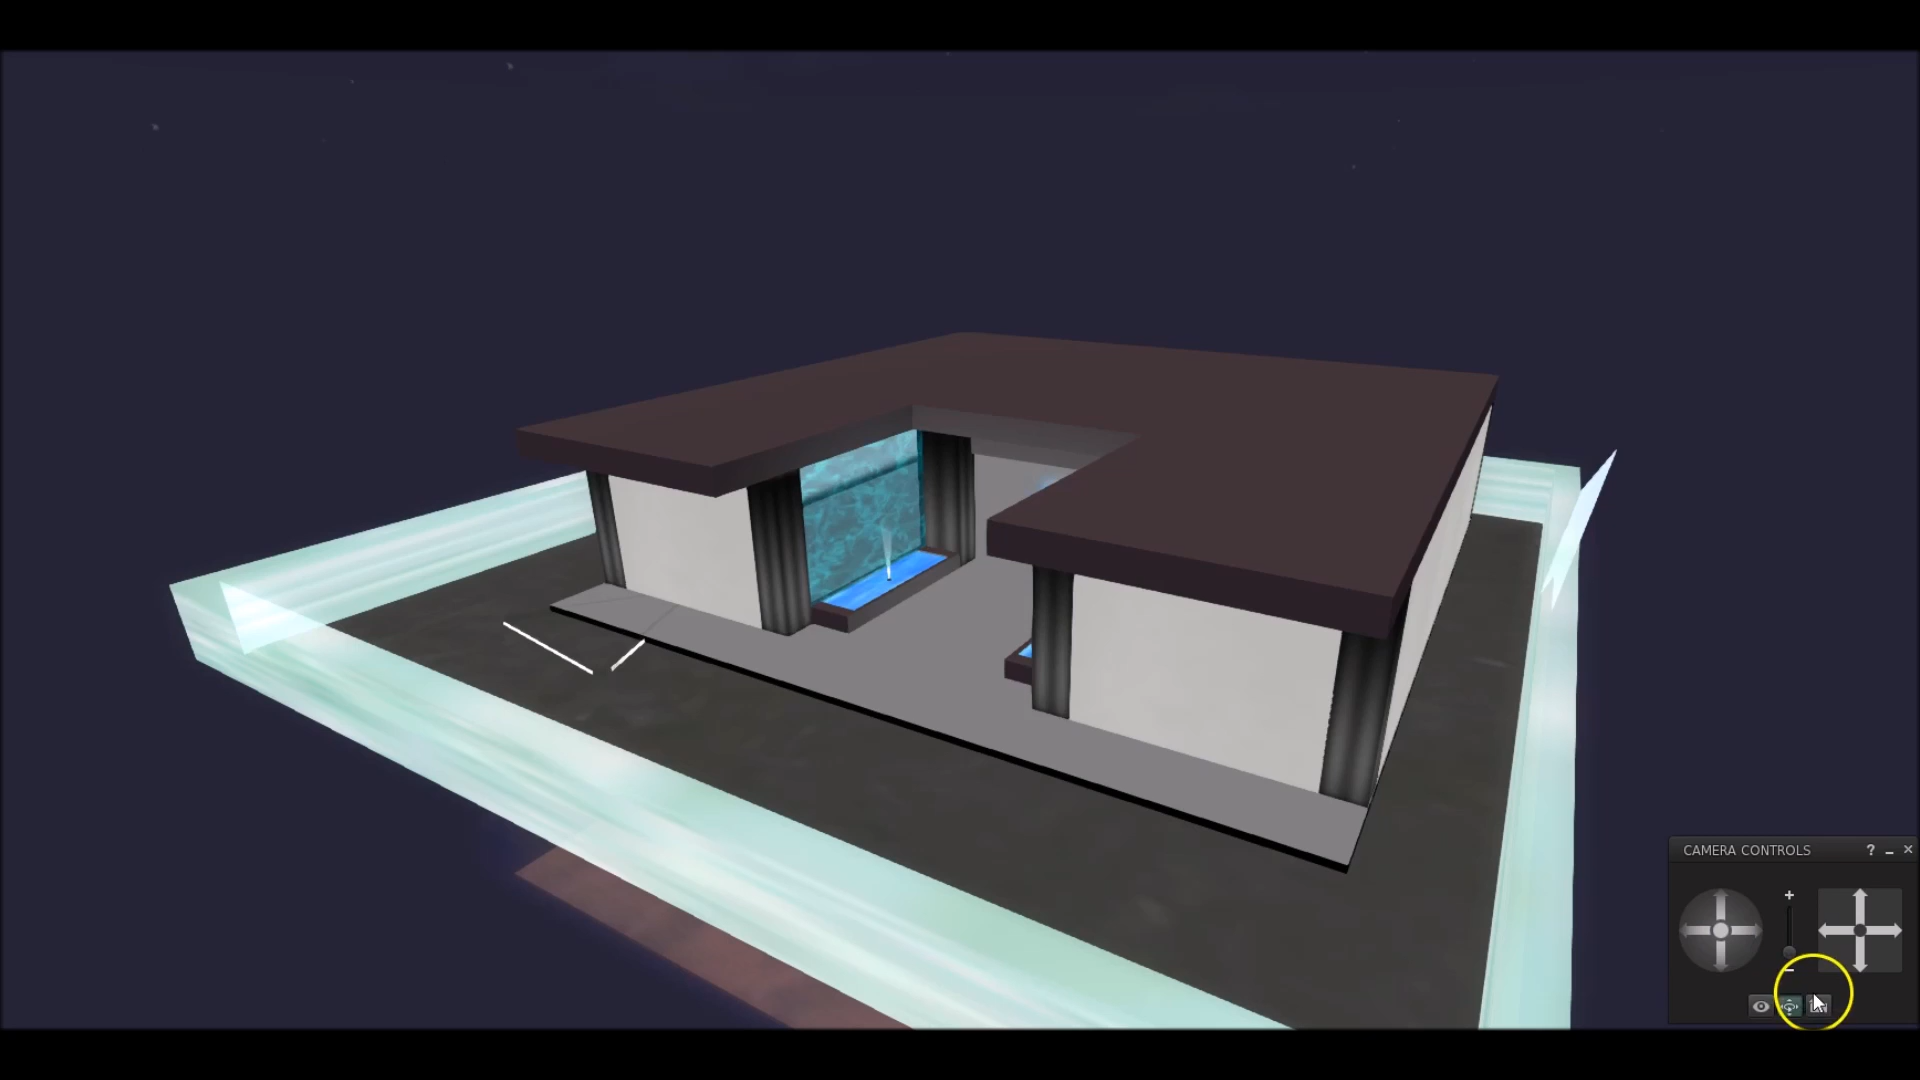 CAMERA CONTROLS ? _ ×
+
-